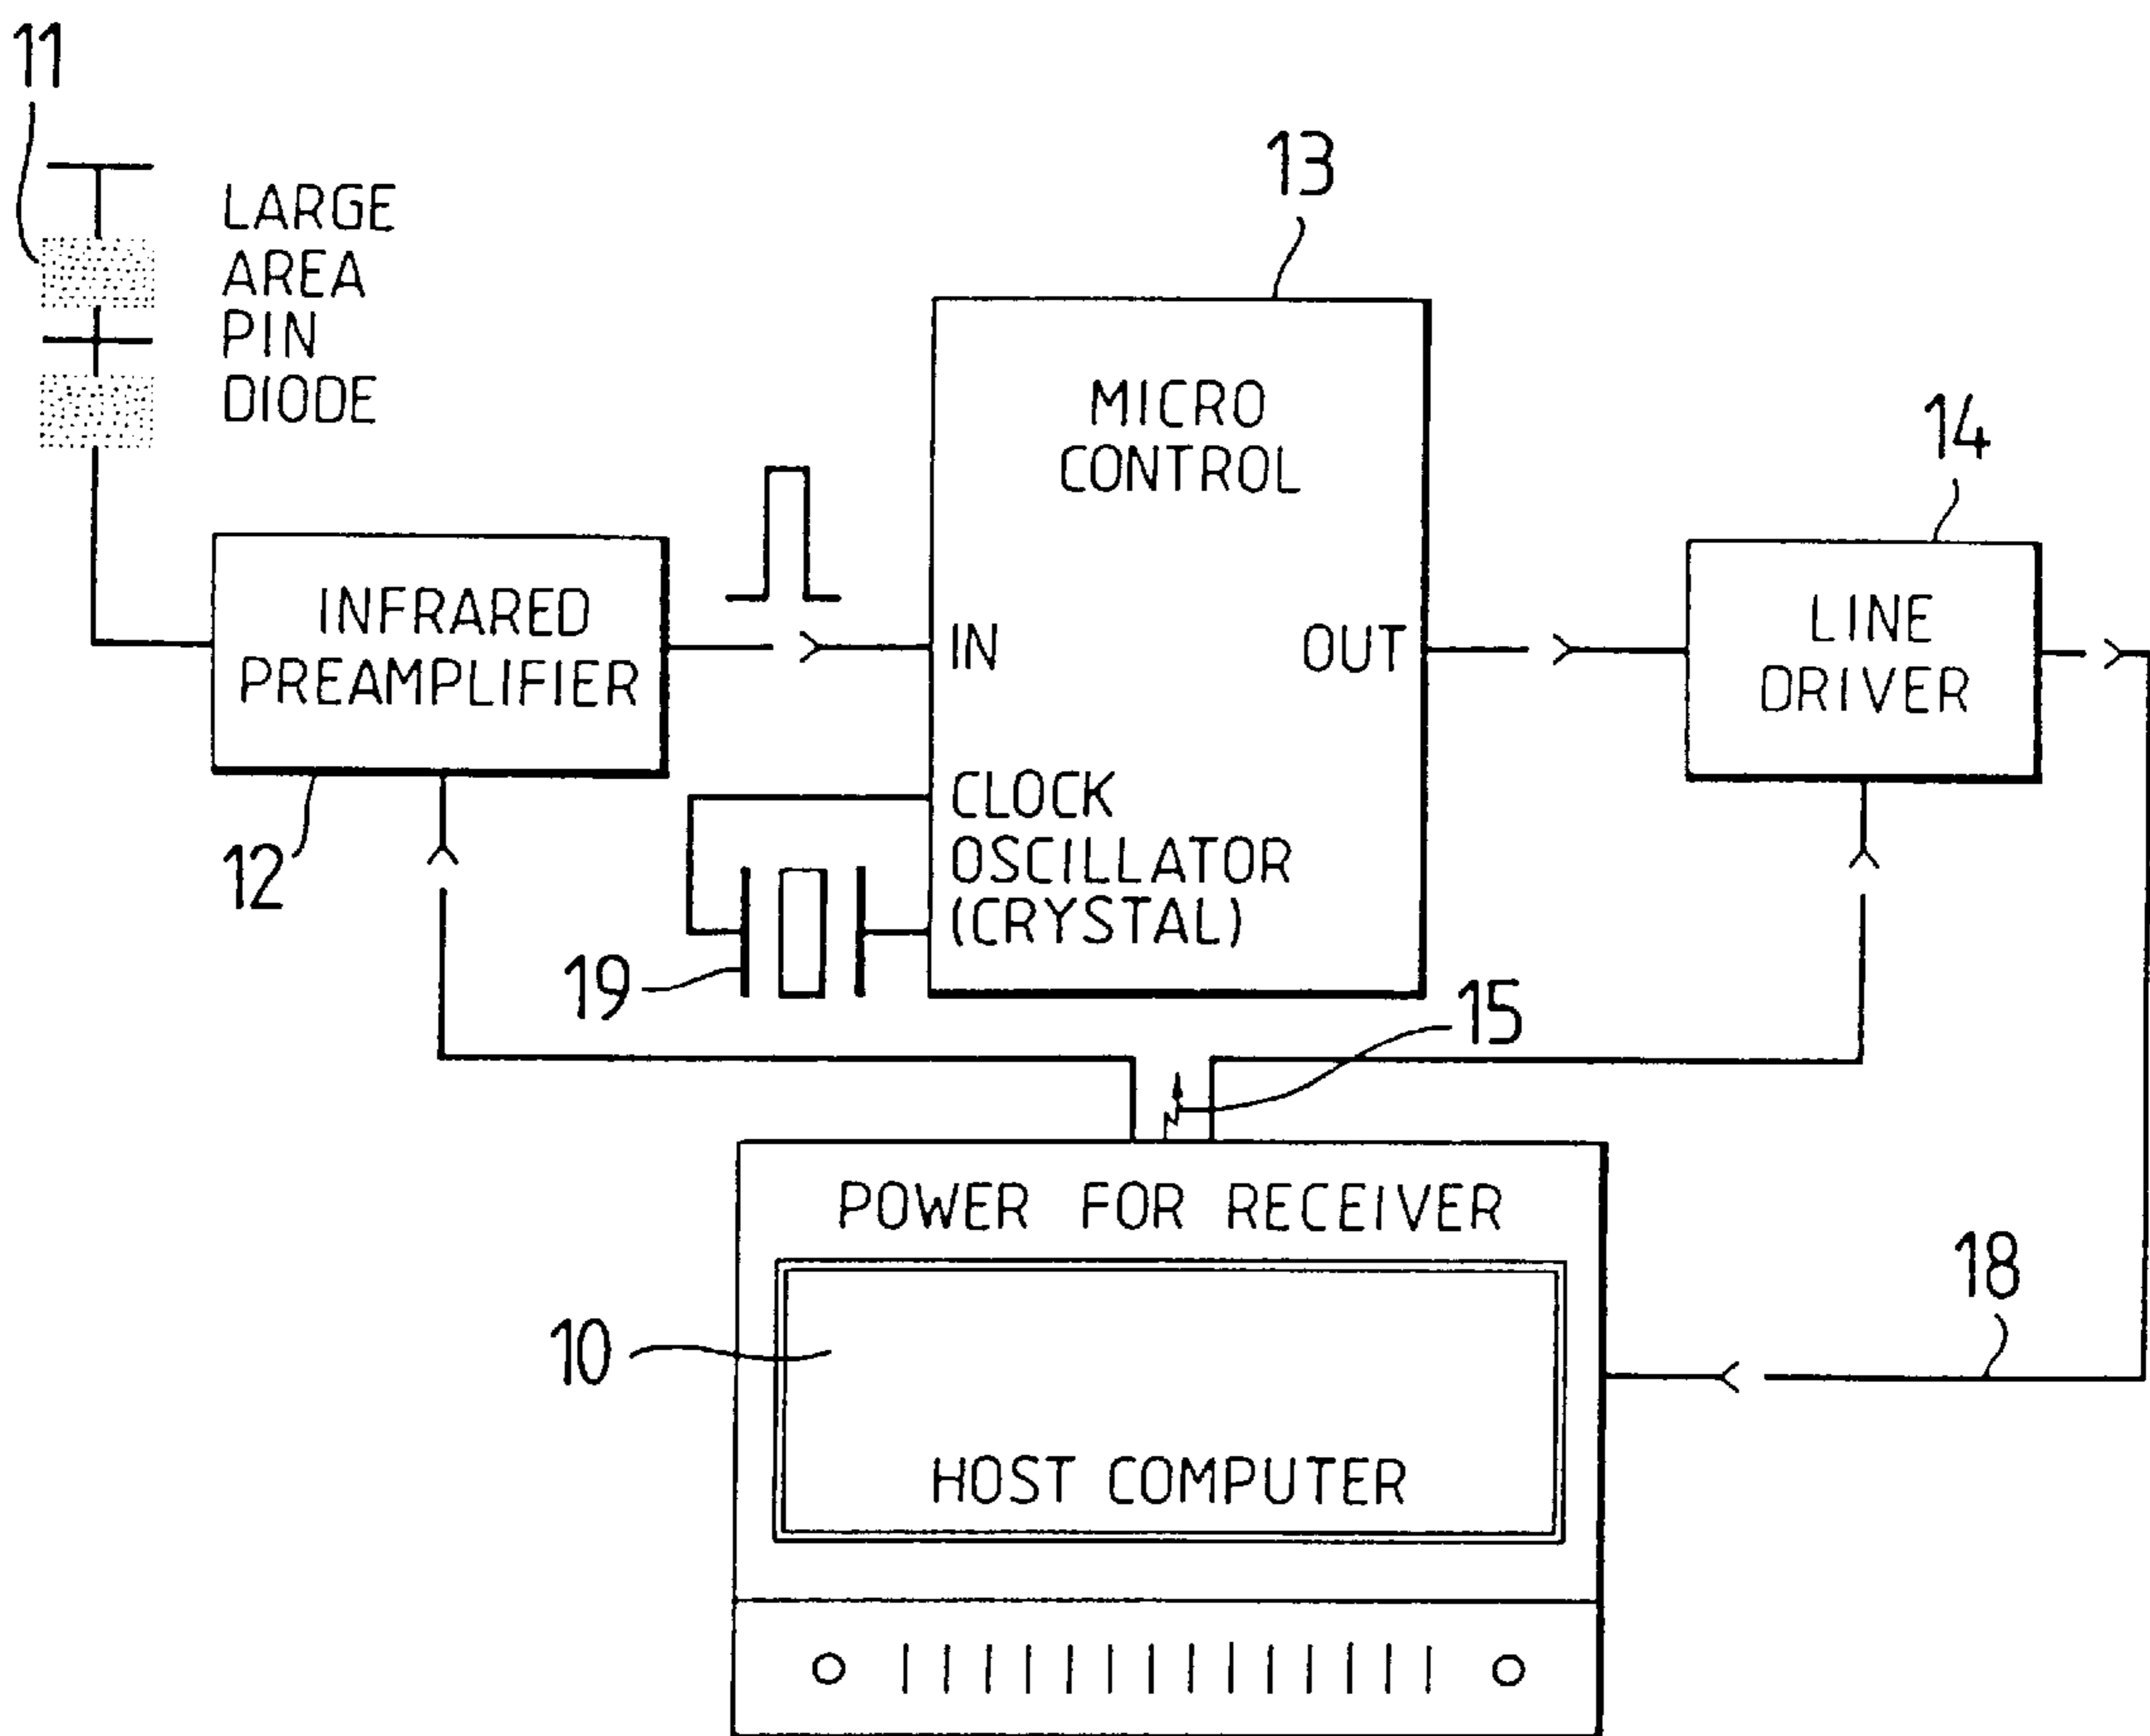 11
LARGE
AREA
PIN
DIODE
13
MICRO
CONTROL
14
INFRARED
PREAMPLIFIER
IN
OUT
LINE
DRIVER
12
CLOCK
OSCILLATOR
(CRYSTAL)
19
15
POWER FOR RECEIVER
18
10
HOST COMPUTER